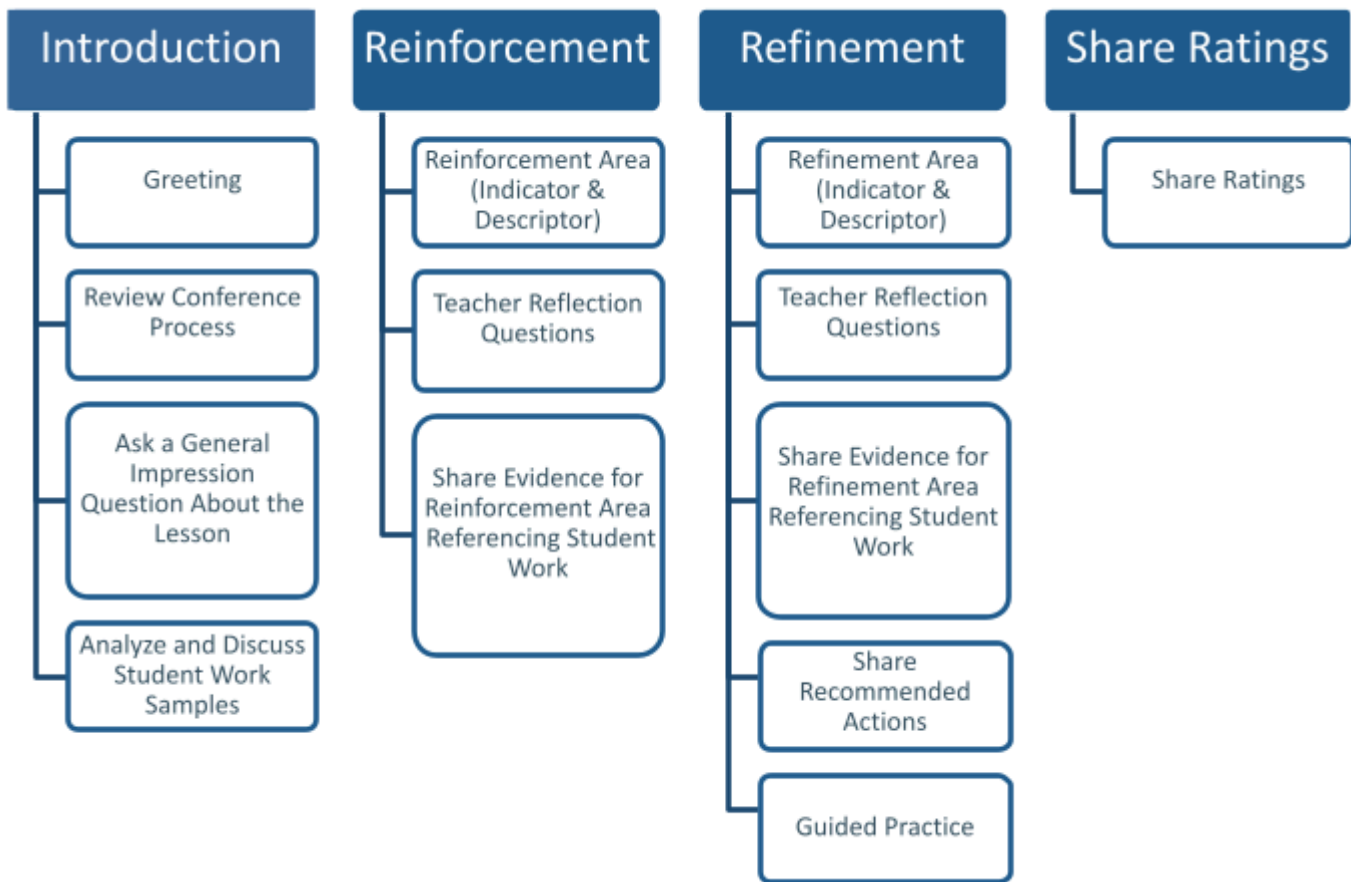 Introduction
Greeting
Review Conference
Process
Ask a General
Impression
Question About the
Lesson
Analyze and Discuss
Student Work
Samples
Reinforcement
Reinforcement Area
(Indicator &
Descriptor)
Teacher Reflection
Questions
Share Evidence for
Reinforcement Area
Referencing Student
Work
Refinement
Refinement Area
(Indicator &
Descriptor)
Teacher Reflection
Questions
Share Evidence for
Refinement Area
Referencing Student
Work
Share
Recommended
Actions
Guided Practice
Share Ratings
Share Ratings